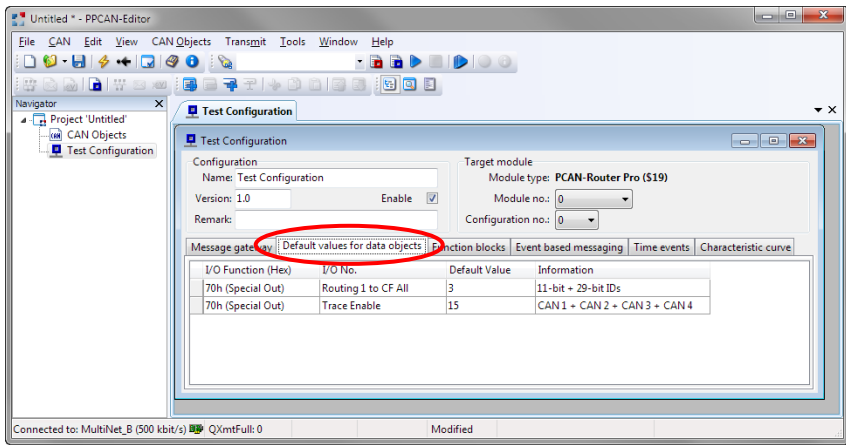 Untitled * - PPCAN-Editor
File CAN Edit View CAN Objects Transmit Tools Window Help
Navigator
Project 'Untitled'
CAN Objects
Test Configuration
Test Configuration
Test Configuration
Configuration
Target module
Name: Test Configuration
Module type: PCAN-Router Pro ($19)
Version: 1.0 Enable
Module no.: 0
Remark:
Configuration no.: 0
Message gateway Default values for data objects Function blocks Event based messaging Time events Characteristic curve
I/O Function (Hex) I/O No. Default Value Information
70h (Special Out) Routing 1 to CF All 3 11-bit + 29-bit IDs
70h (Special Out) Trace Enable 15 CAN 1 + CAN 2 + CAN 3 + CAN 4
Connected to: MultiNet_B (500 kbit/s) QXmtFull: 0 Modified